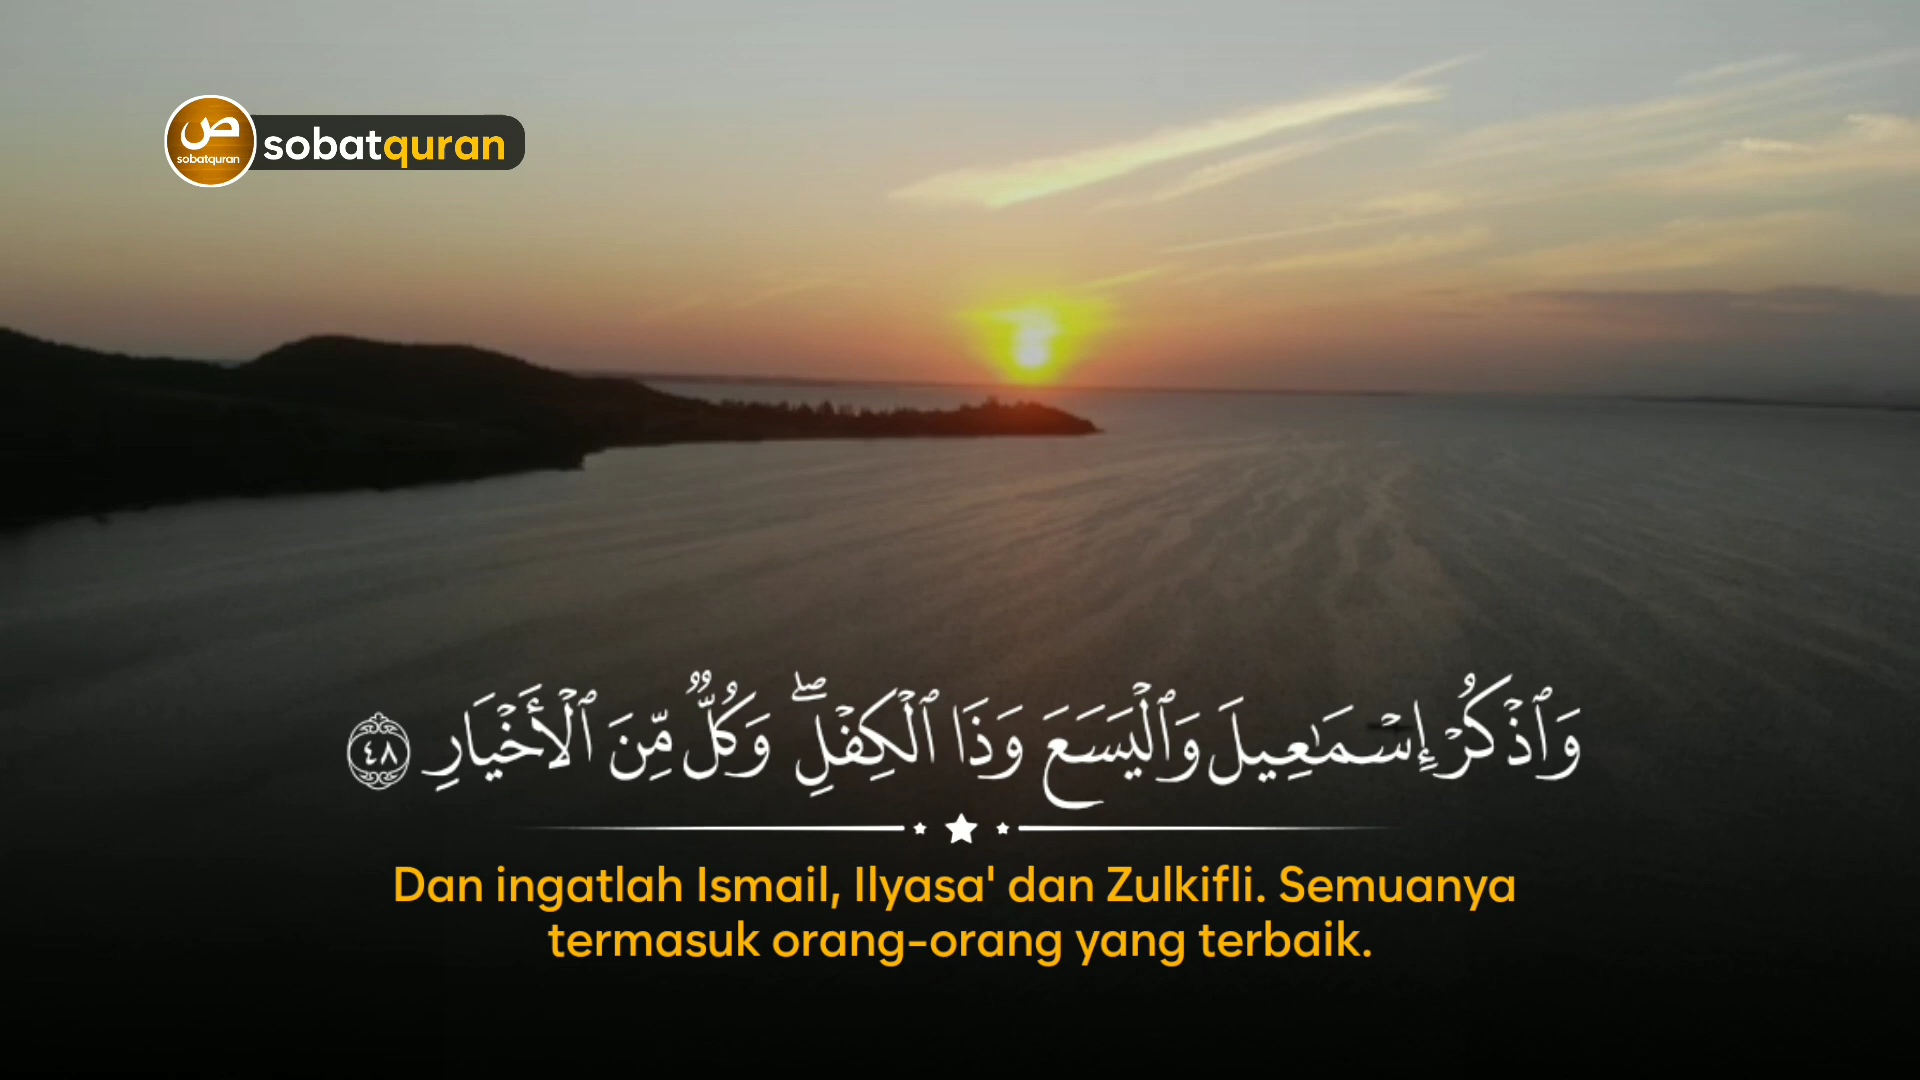 ص
sobatquran
sobatquran
وَٱذْكُرْ إِسْمَـٰعِيلَ وَٱلْيَسَعَ وَذَا ٱلْكِفْلِ ۖ وَكُلٌّ مِّنَ ٱلْأَخْيَارِ ٤٨
Dan ingatlah Ismail, Ilyasa' dan Zulkifli. Semuanya
termasuk orang-orang yang terbaik.